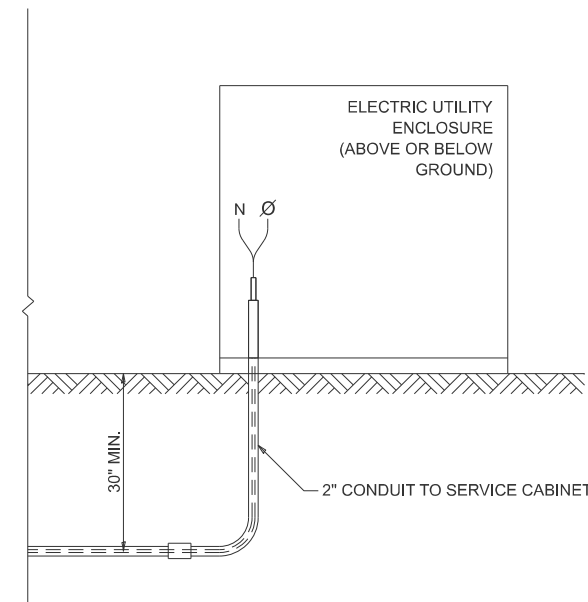 ELECTRIC UTILITY
ENCLOSURE
(ABOVE OR BELOW
GROUND)
N Ø
30" MIN.
2" CONDUIT TO SERVICE CABINET